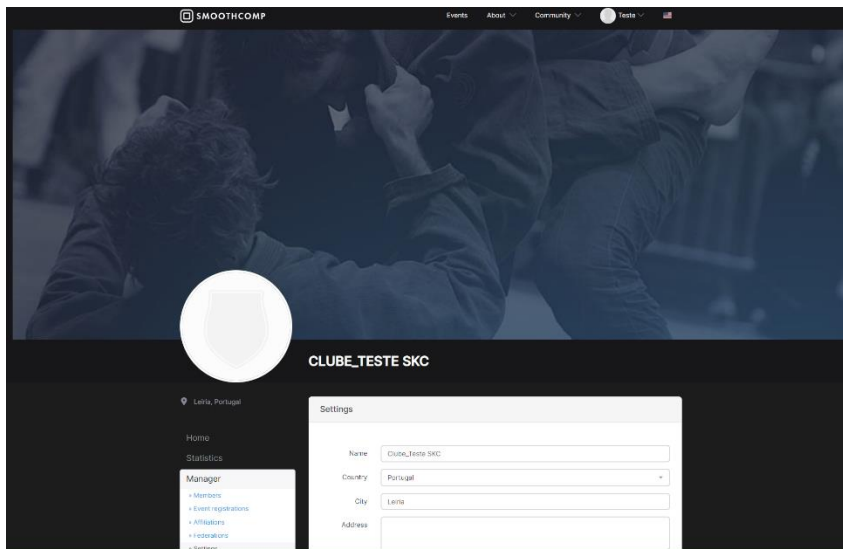 SMOOTHCOMP
Events About Community Teste
CLUBE_TESTE SKC
Leiria, Portugal
Settings
Home
Statistics
Name Clube_Teste SKC
Manager
Country Portugal
» Members
City Leiria
» Event registrations
» Affiliations
Address
» Federations
» Settings